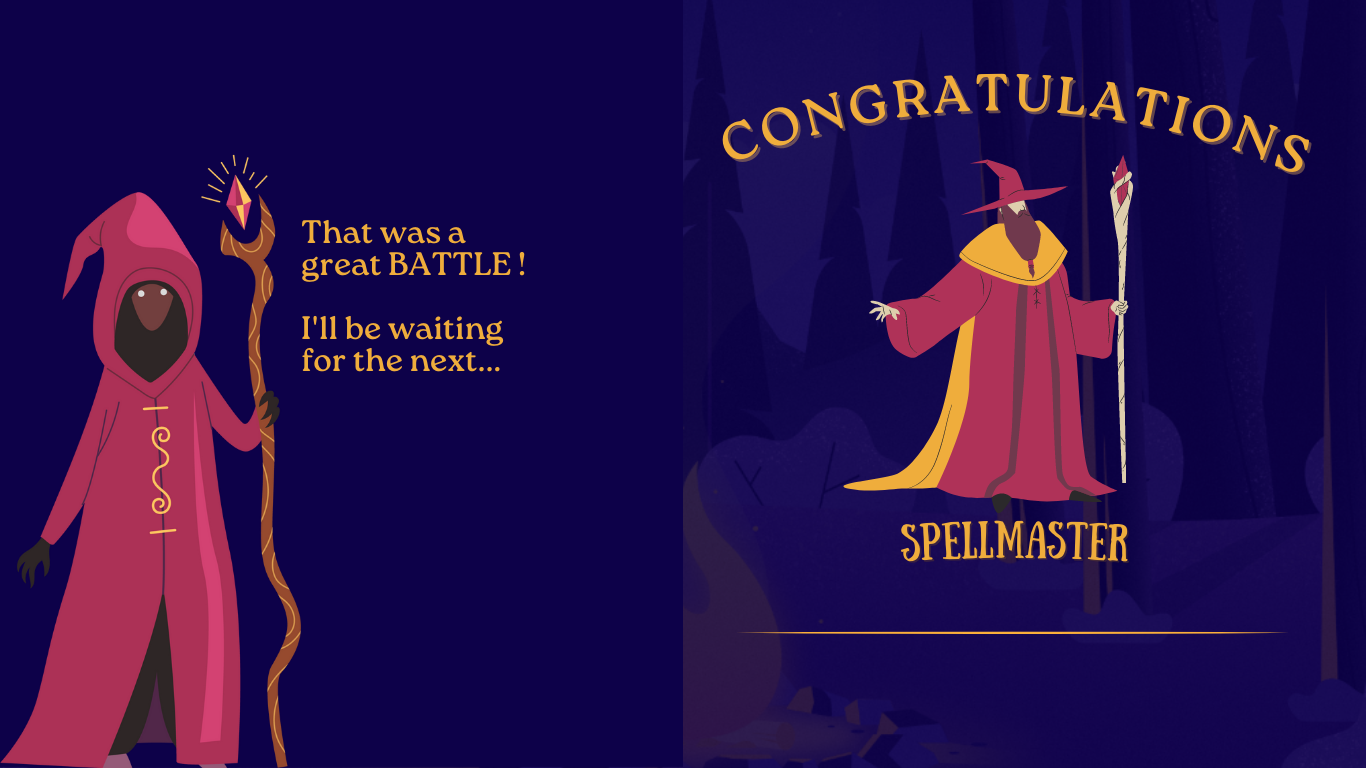 That was a
great BATTLE !
I'll be waiting
for the next...
CONGRATULATIONS
SPELLMASTER